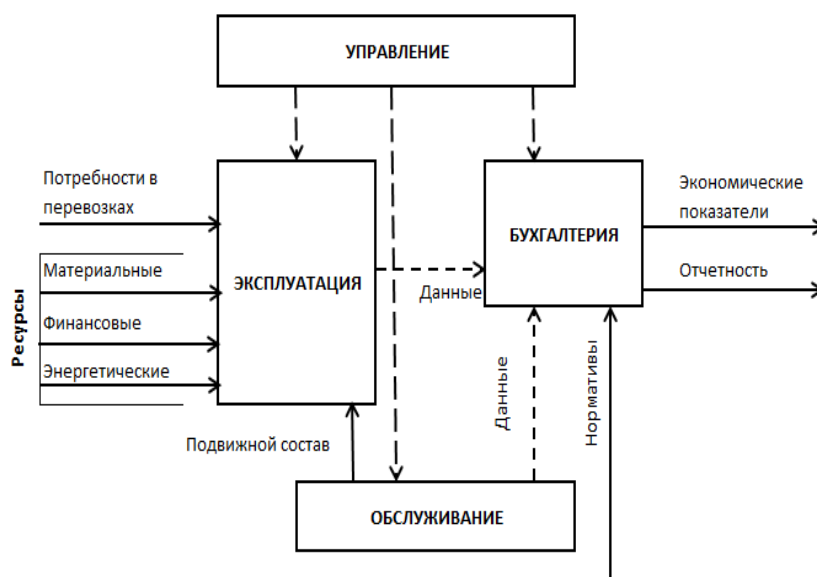 УПРАВЛЕНИЕ
Потребности в
перевозках
Экономические
показатели
БУХГАЛТЕРИЯ
Ресурсы
Материальные
ЭКСПЛУАТАЦИЯ
Отчетность
Данные
Финансовые
Энергетические
Данные
Нормативы
Подвижной состав
ОБСЛУЖИВАНИЕ